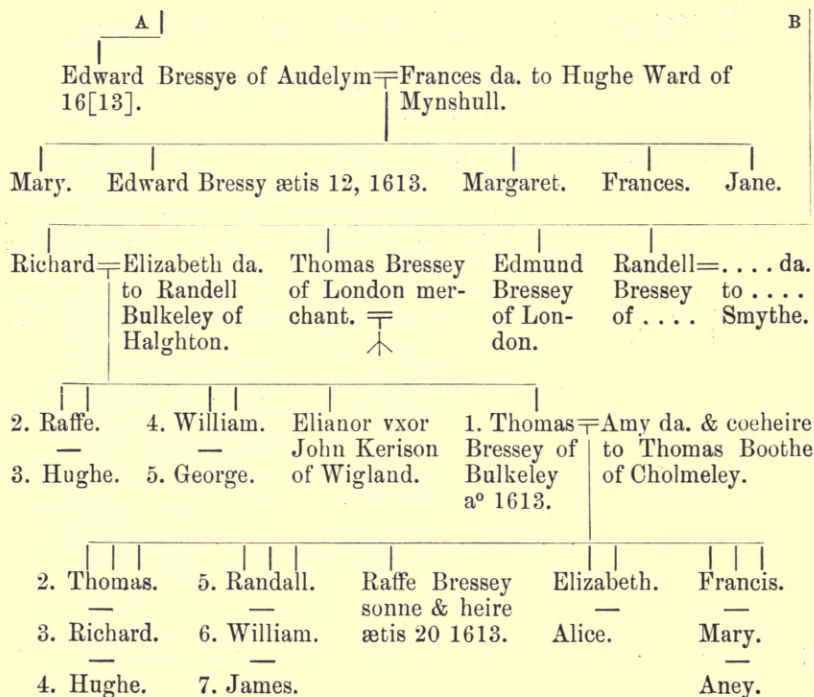 A B
Edward Bressye of Audelym=Frances da. to Hughe Ward of
16[13]. Mynshull.
Mary. Edward Bressy ætis 12, 1613. Margaret. Frances. Jane.
Richard=Elizabeth da. Thomas Bressey Edmund Randell=. . . . da.
to Randell of London mer- Bressey Bressey to . . . .
Bulkeley of chant. = of Lon- of . . . . Smythe.
Halghton. don.
2. Raffe. 4. William. Elianor vxor 1. Thomas=Amy da. & coeheire
— — John Kerison Bressey of to Thomas Boothe
3. Hughe. 5. George. of Wigland. Bulkeley of Cholmeley.
aº 1613.
2. Thomas. 5. Randall. Raffe Bressey Elizabeth. Francis.
— — sonne & heire — —
3. Richard. 6. William. ætis 20 1613. Alice. Mary.
— — —
4. Hughe. 7. James. Aney.